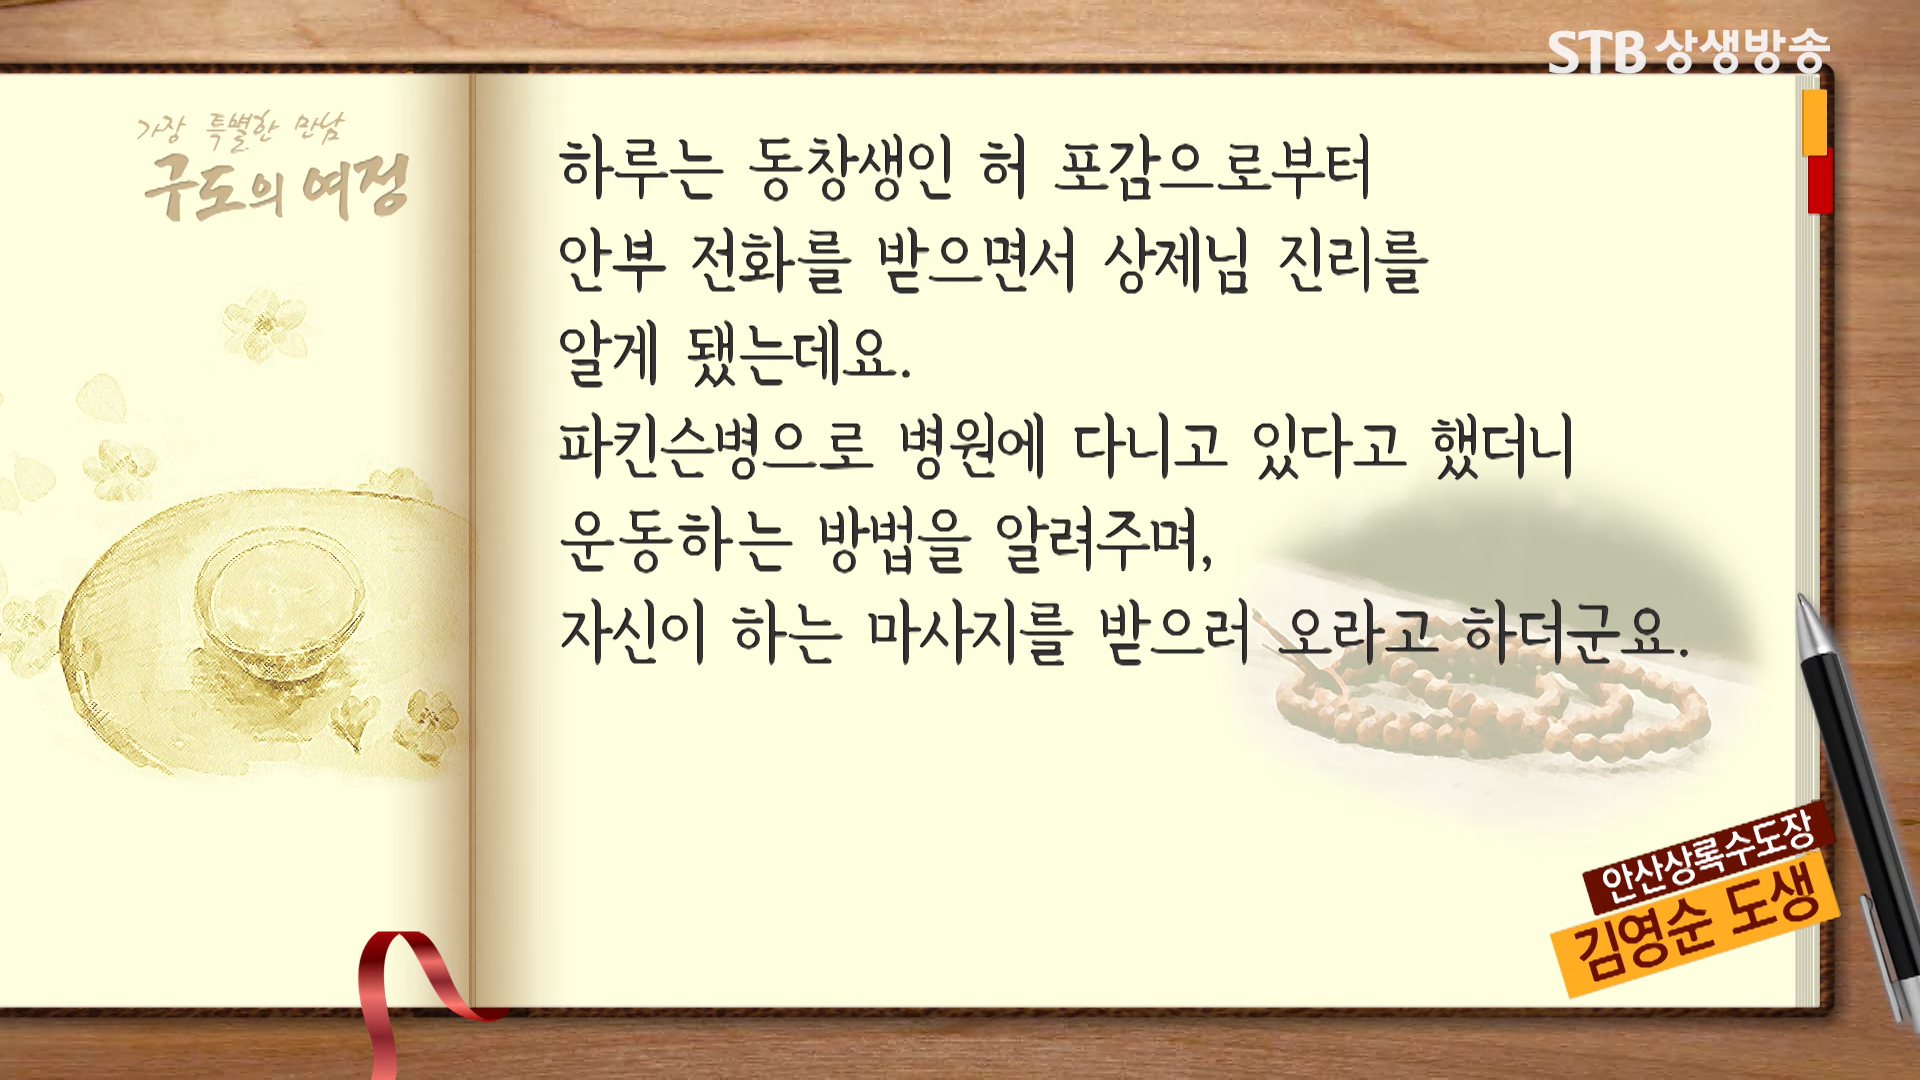 STB 상생방송
가장 특별한 만남
구도의 여정
하루는 동창생인 허 포감으로부터
안부 전화를 받으면서 상제님 진리를
알게 됐는데요.
파킨슨병으로 병원에 다니고 있다고 했더니
운동하는 방법을 알려주며,
자신이 하는 마사지를 받으러 오라고 하더군요.
안산상록수도장
김영순 도생